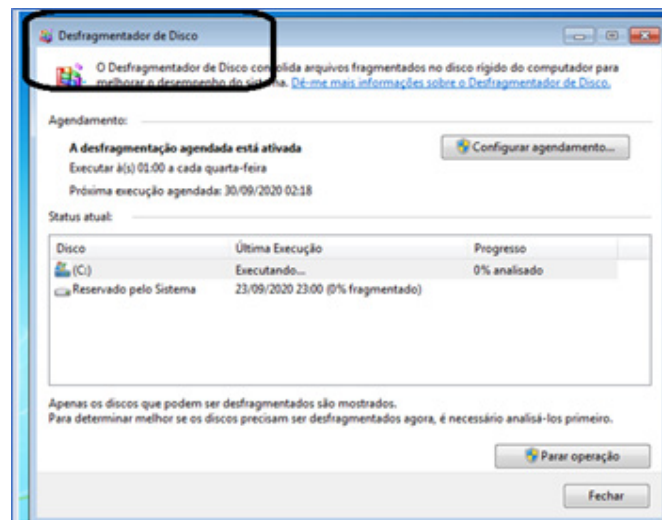 Desfragmentador de Disco
O Desfragmentador de Disco consolida arquivos fragmentados no disco rígido do computador para
melhorar o desempenho do sistema. Dê-me mais informações sobre o Desfragmentador de Disco.
Agendamento:
A desfragmentação agendada está ativada
Configurar agendamento...
Executar à(s) 01:00 a cada quarta-feira
Próxima execução agendada: 30/09/2020 02:18
Status atual:
Disco Última Execução Progresso
(C:) Executando... 0% analisado
Reservado pelo Sistema 23/09/2020 23:00 (0% fragmentado)
Apenas os discos que podem ser desfragmentados são mostrados.
Para determinar melhor se os discos precisam ser desfragmentados agora, é necessário analisá-los primeiro.
Parar operação
Fechar